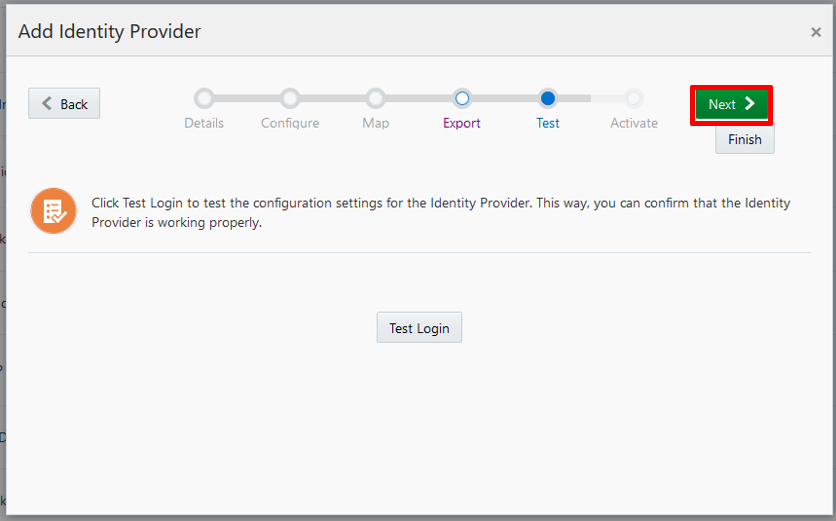 Add Identity Provider
Back
Details
Configure
Map
Export
Test
Activate
Next
Finish
Click Test Login to test the configuration settings for the Identity Provider. This way, you can confirm that the Identity
Provider is working properly.
Test Login